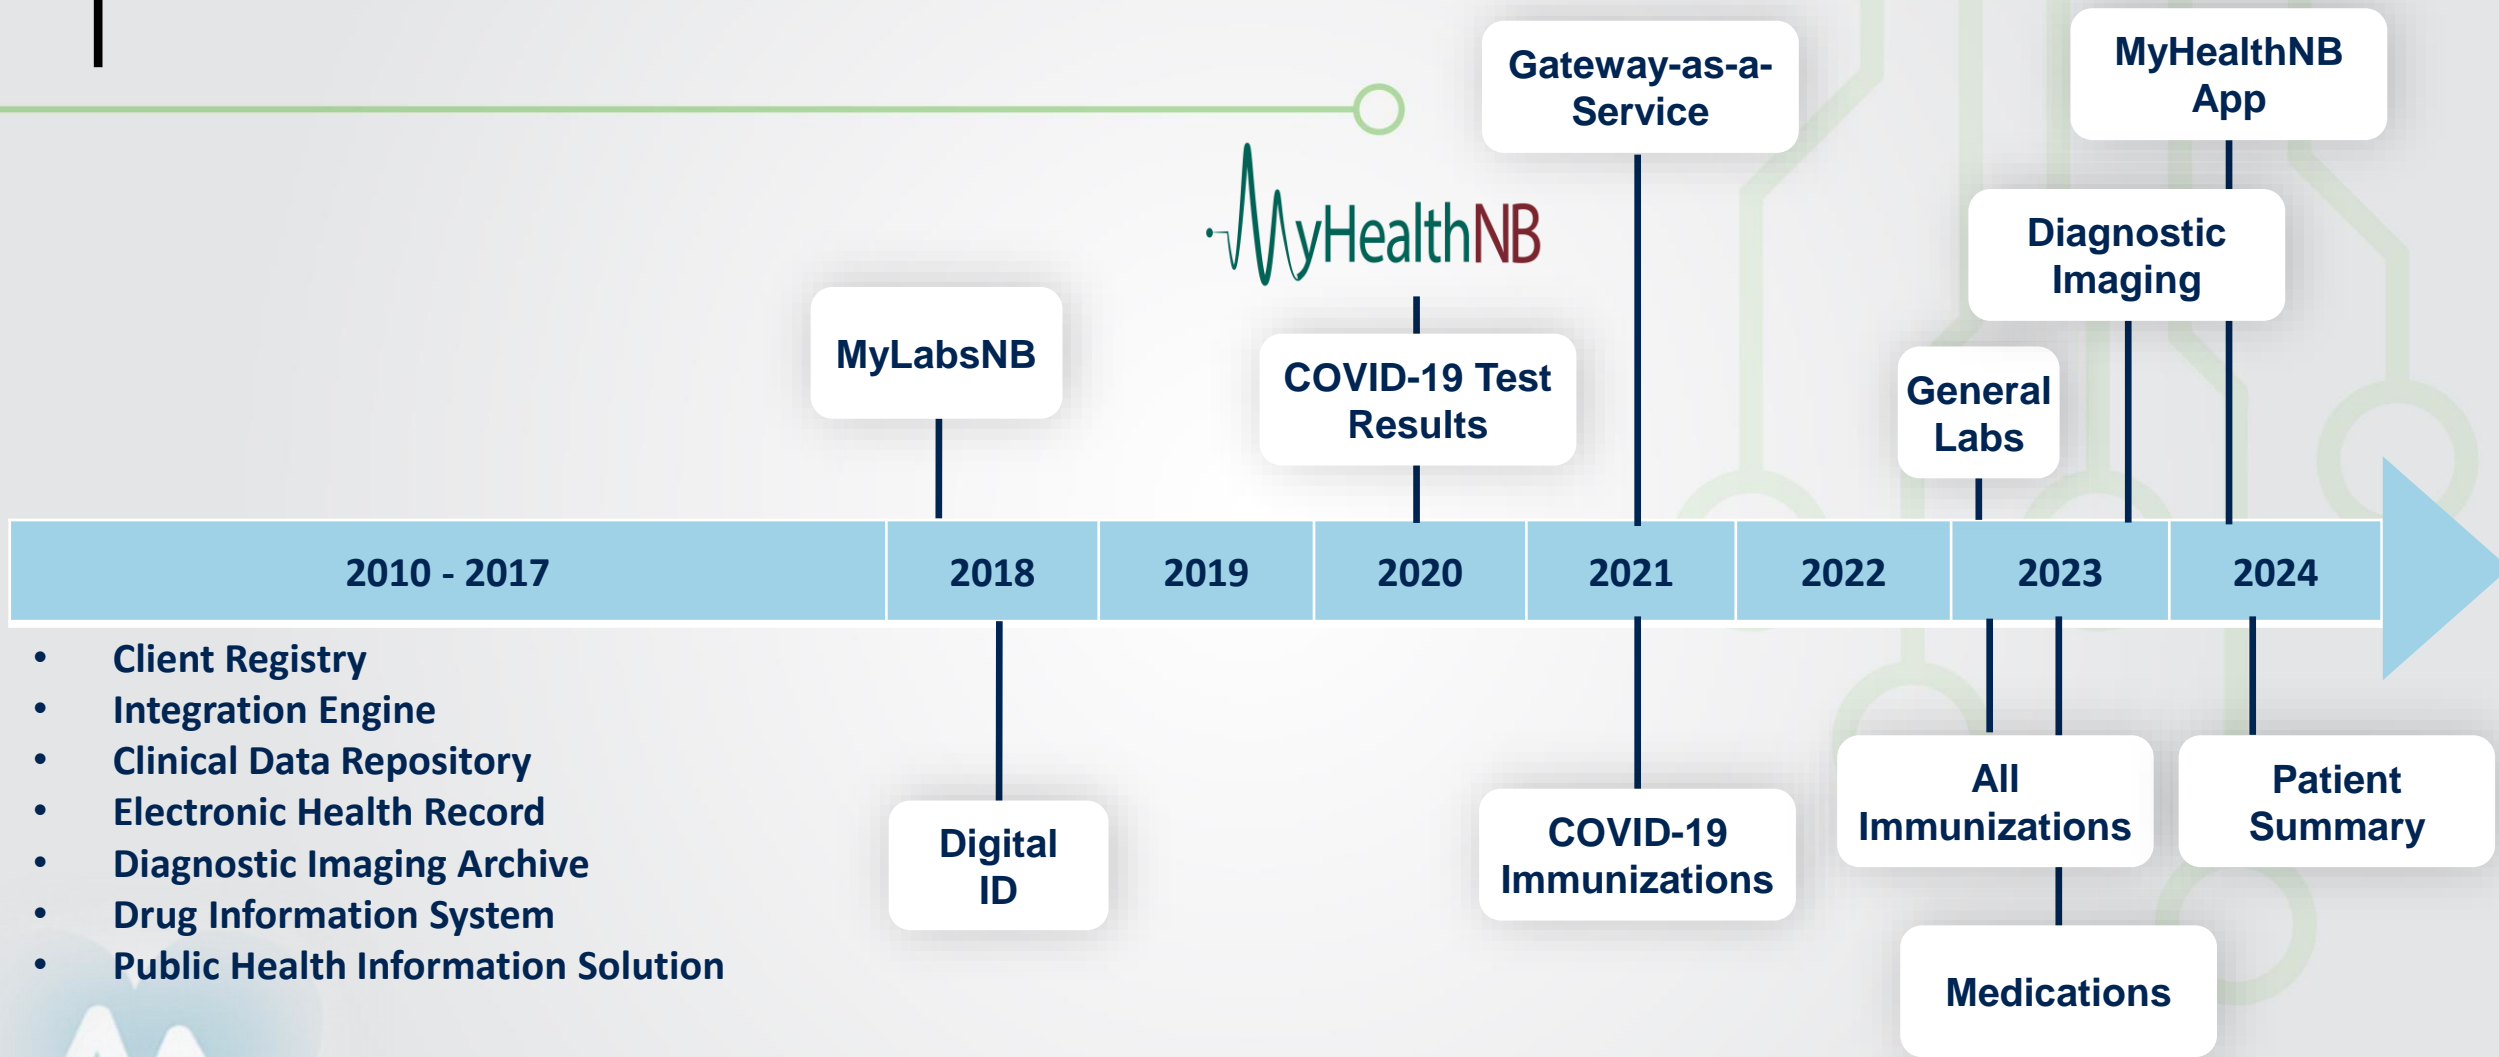 Gateway-as-a-
Service
MyHealthNB
App
MyHealthNB
Diagnostic
Imaging
MyLabsNB
COVID-19 Test
Results
General
Labs
2010 - 2017
2018
2019
2020
2021
2022
2023
2024
• Client Registry
• Integration Engine
• Clinical Data Repository
• Electronic Health Record
• Diagnostic Imaging Archive
• Drug Information System
• Public Health Information Solution
Digital
ID
COVID-19
Immunizations
All
Immunizations
Patient
Summary
Medications